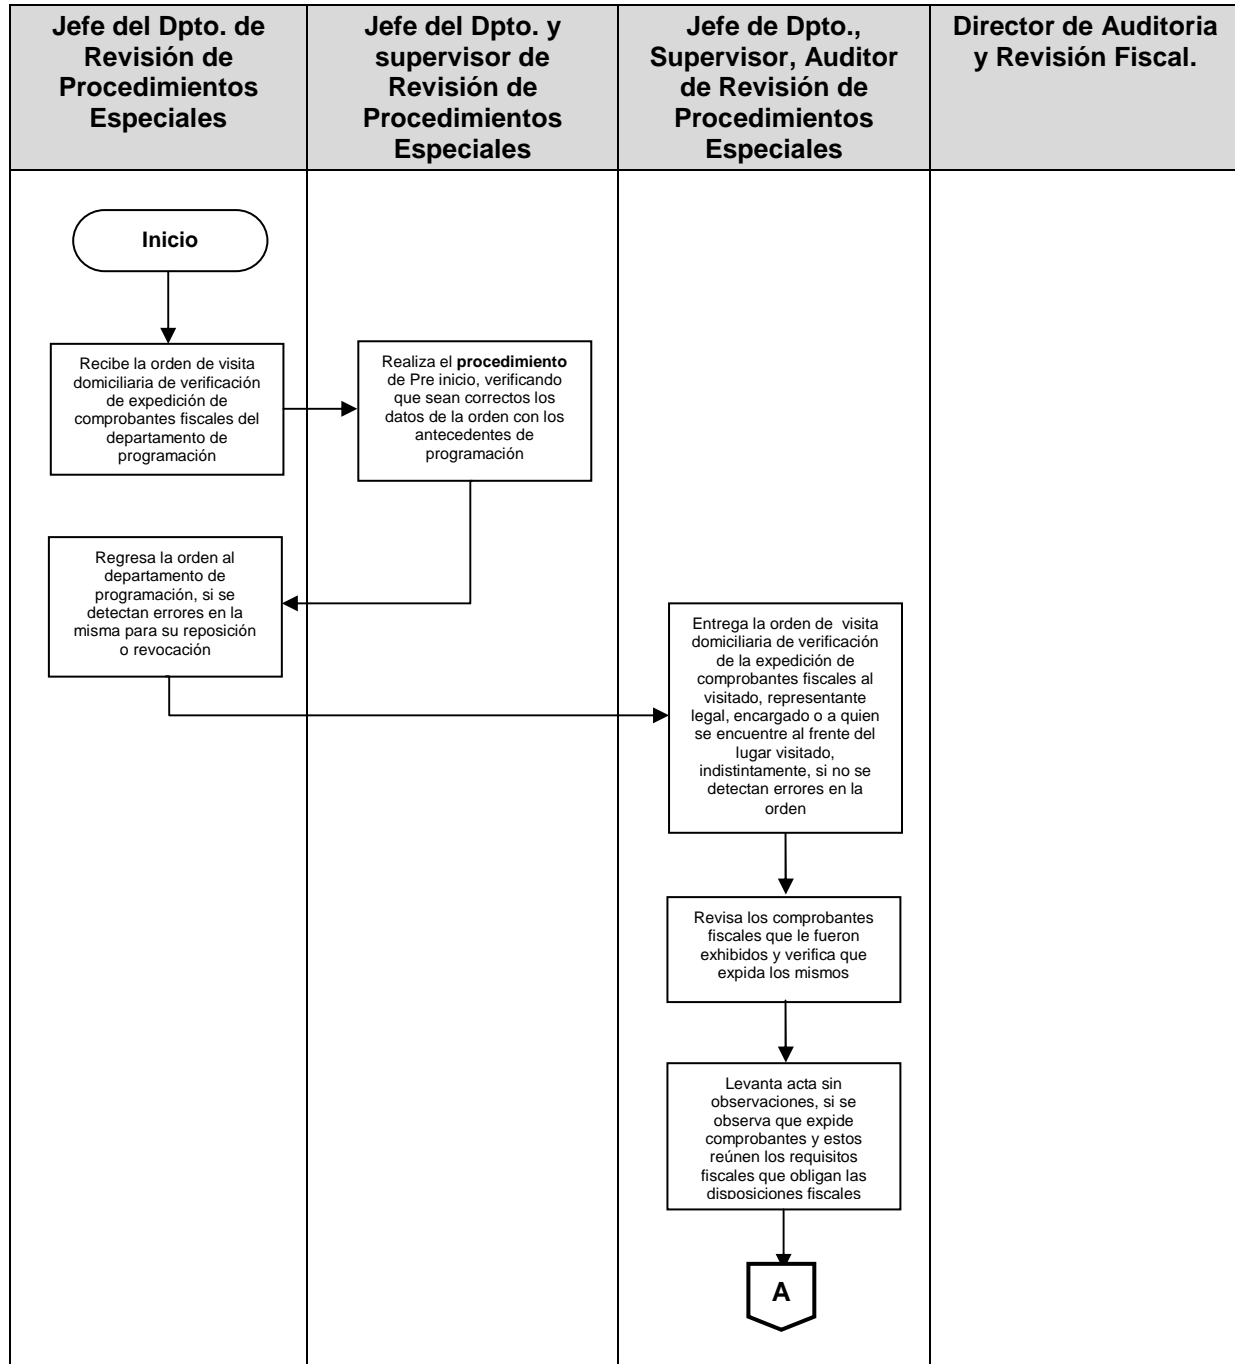 Jefe del Dpto. de
Revisión de
Procedimientos
Especiales
Jefe del Dpto. y
supervisor de
Revisión de
Procedimientos
Especiales
Jefe de Dpto.,
Supervisor, Auditor
de Revisión de
Procedimientos
Especiales
Director de Auditoria
y Revisión Fiscal.
Inicio
Recibe la orden de visita
domiciliaria de verificación
de expedición de
comprobantes fiscales del
departamento de
programación
Realiza el procedimiento
de Pre inicio, verificando
que sean correctos los
datos de la orden con los
antecedentes de
programación
Regresa la orden al
departamento de
programación, si se
detectan errores en la
misma para su reposición
o revocación
Entrega la orden de visita
domiciliaria de verificación
de la expedición de
comprobantes fiscales al
visitado, representante
legal, encargado o a quien
se encuentre al frente del
lugar visitado,
indistintamente, si no se
detectan errores en la
orden
Revisa los comprobantes
fiscales que le fueron
exhibidos y verifica que
expida los mismos
Levanta acta sin
observaciones, si se
observa que expide
comprobantes y estos
reúnen los requisitos
fiscales que obligan las
disposiciones fiscales
A